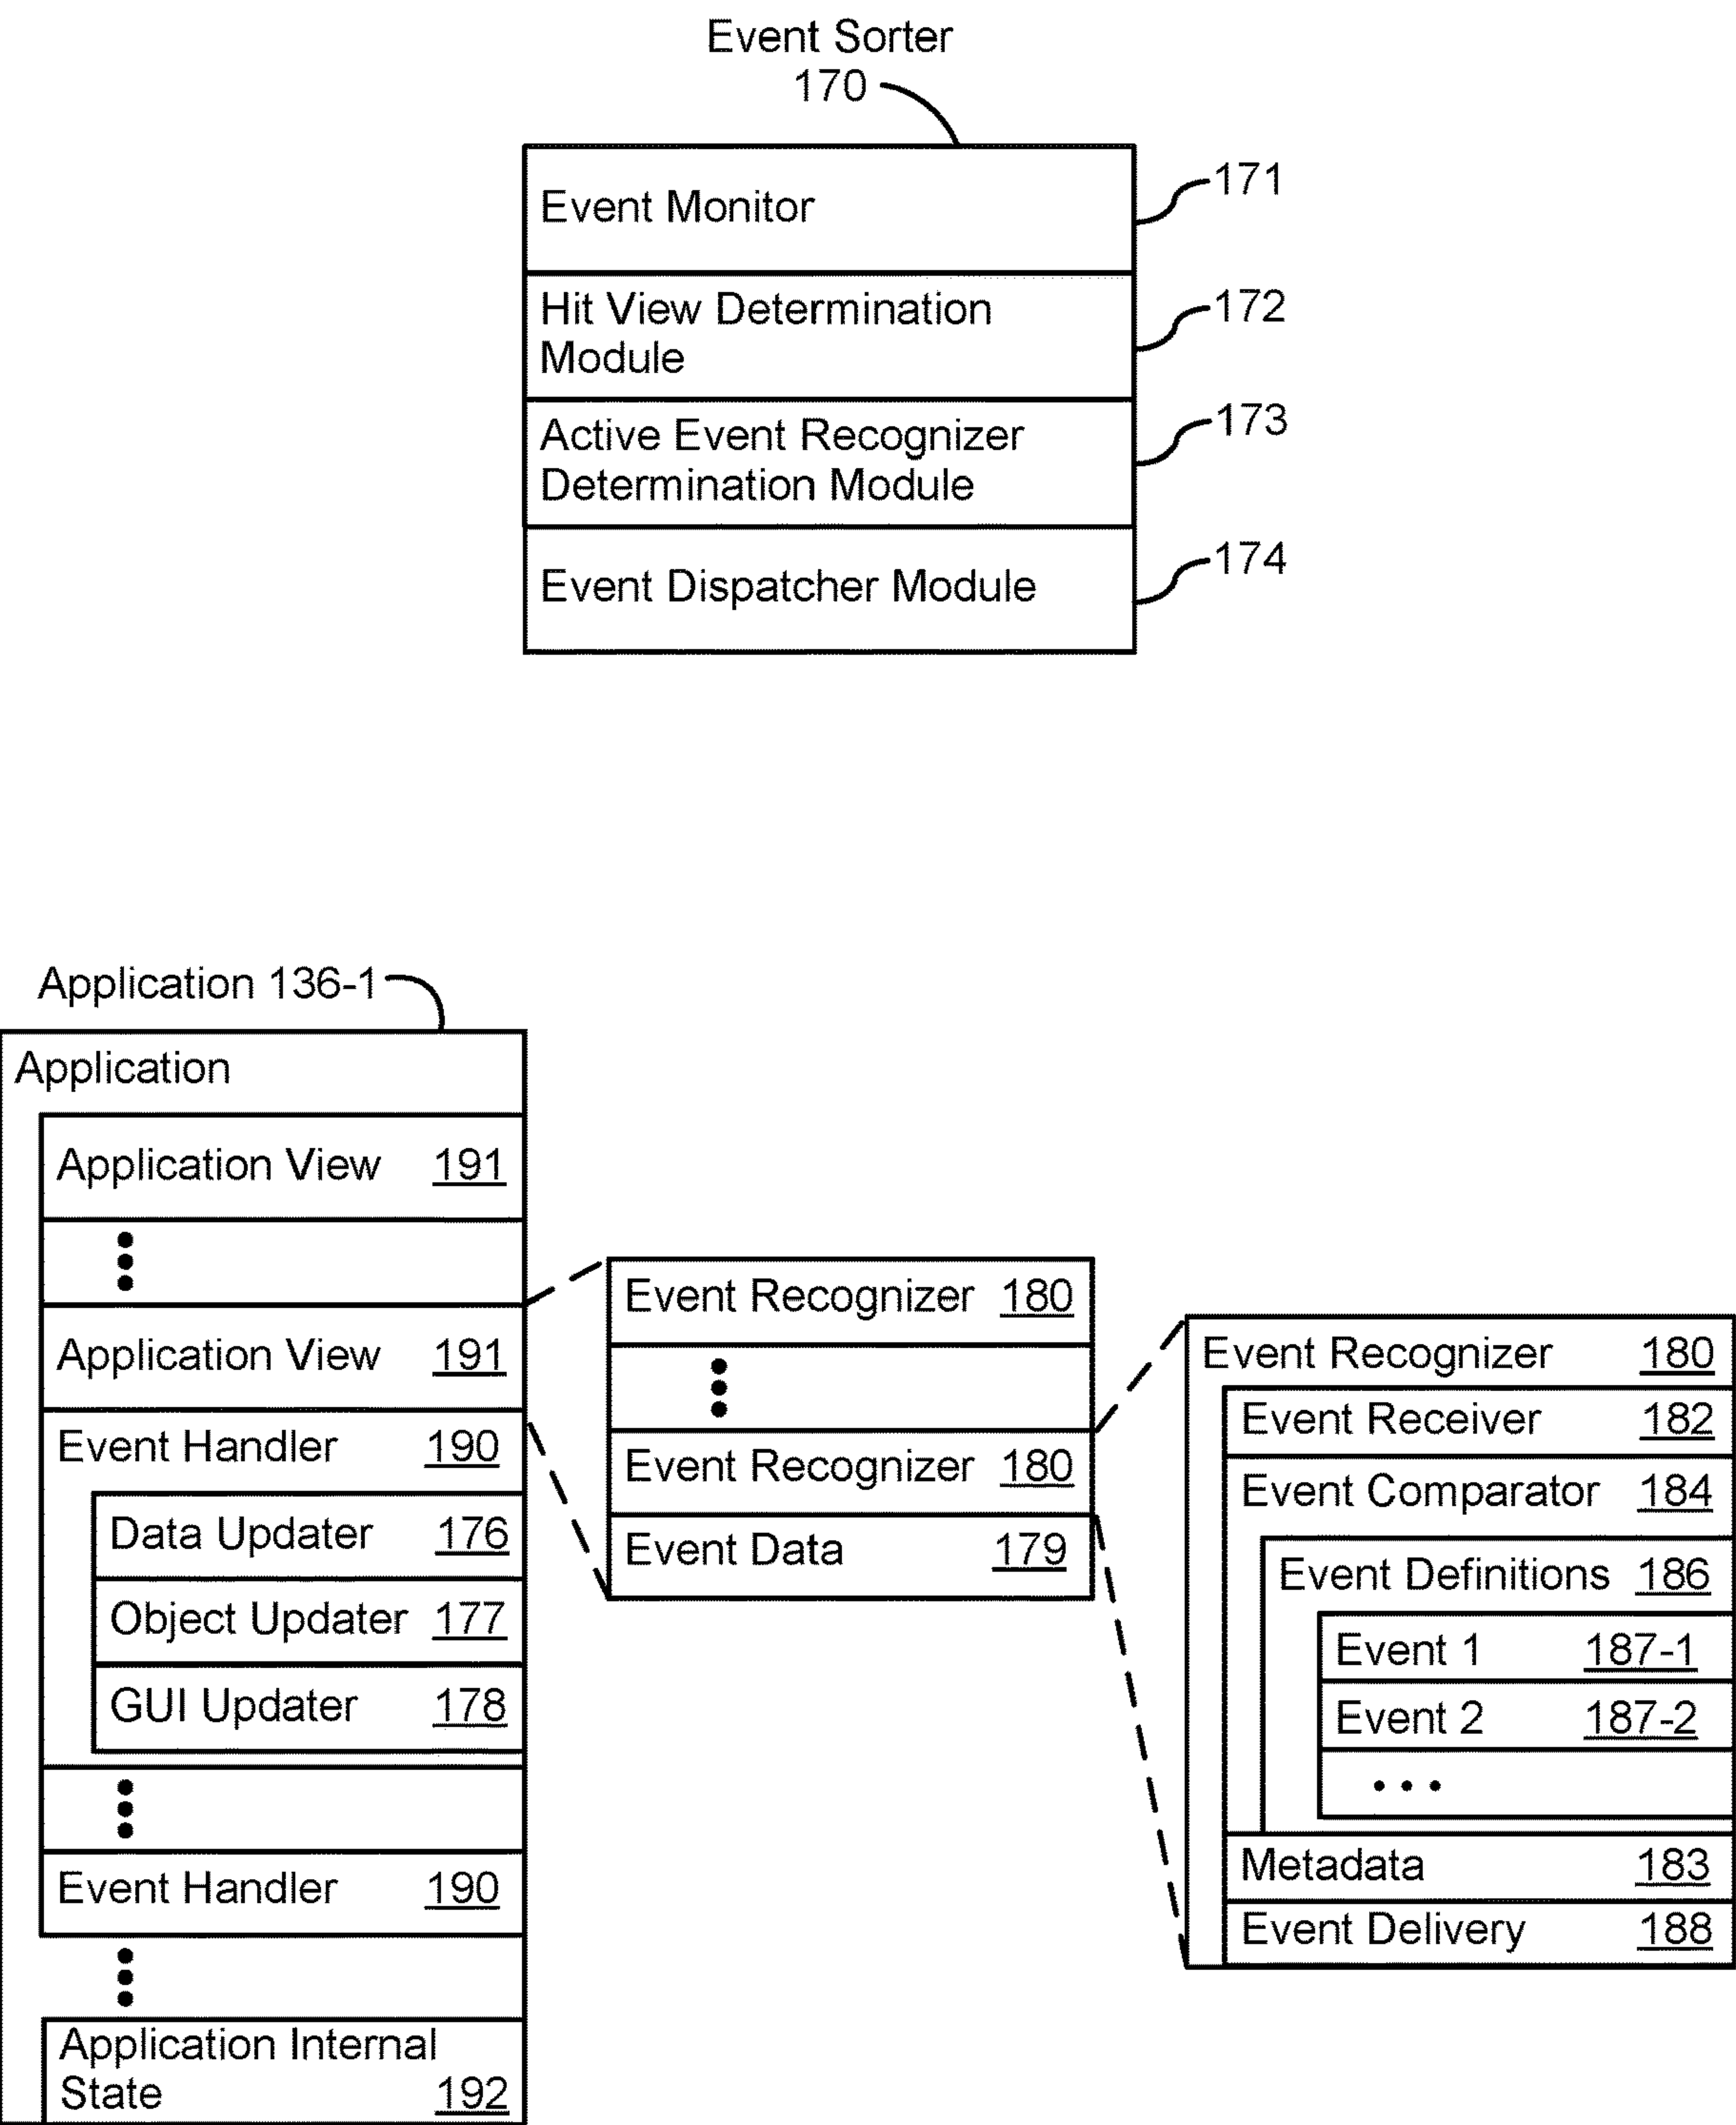 Event Sorter
170
Event Monitor
171
Hit View Determination
Module
172
Active Event Recognizer
Determination Module
173
Event Dispatcher Module
174
Application 136-1
Application
Application View 191
Application View 191
Event Handler 190
Data Updater 176
Object Updater 177
GUI Updater 178
Event Handler 190
Application Internal
State 192
Event Recognizer 180
Event Recognizer 180
Event Data 179
Event Recognizer 180
Event Receiver 182
Event Comparator 184
Event Definitions 186
Event 1 187-1
Event 2 187-2
Metadata 183
Event Delivery 188